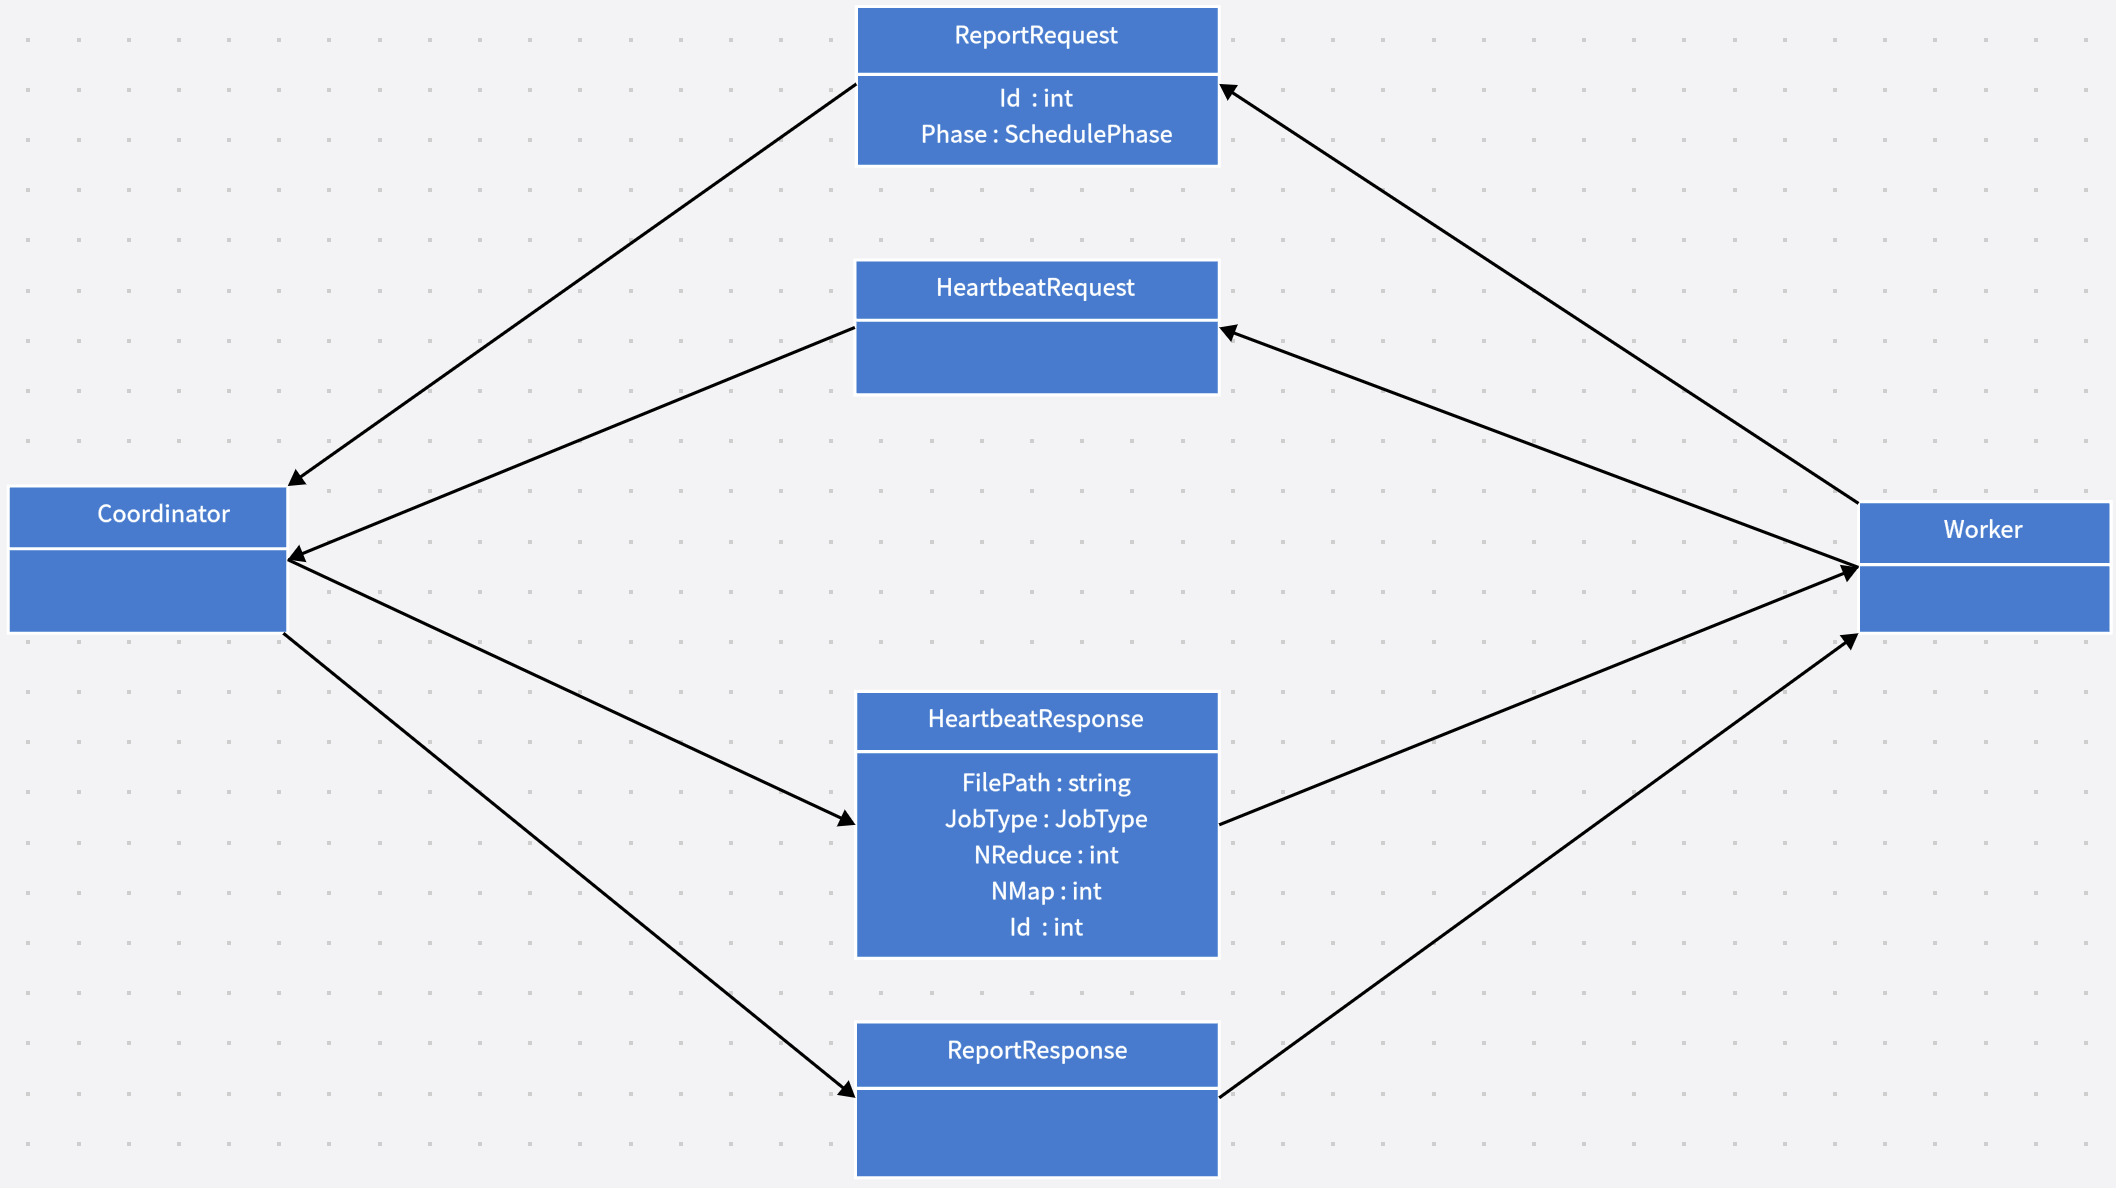 ReportRequest
Id : int
Phase : SchedulePhase
HeartbeatRequest
Coordinator
Worker
HeartbeatResponse
FilePath : string
JobType : JobType
NReduce : int
NMap : int
Id : int
ReportResponse